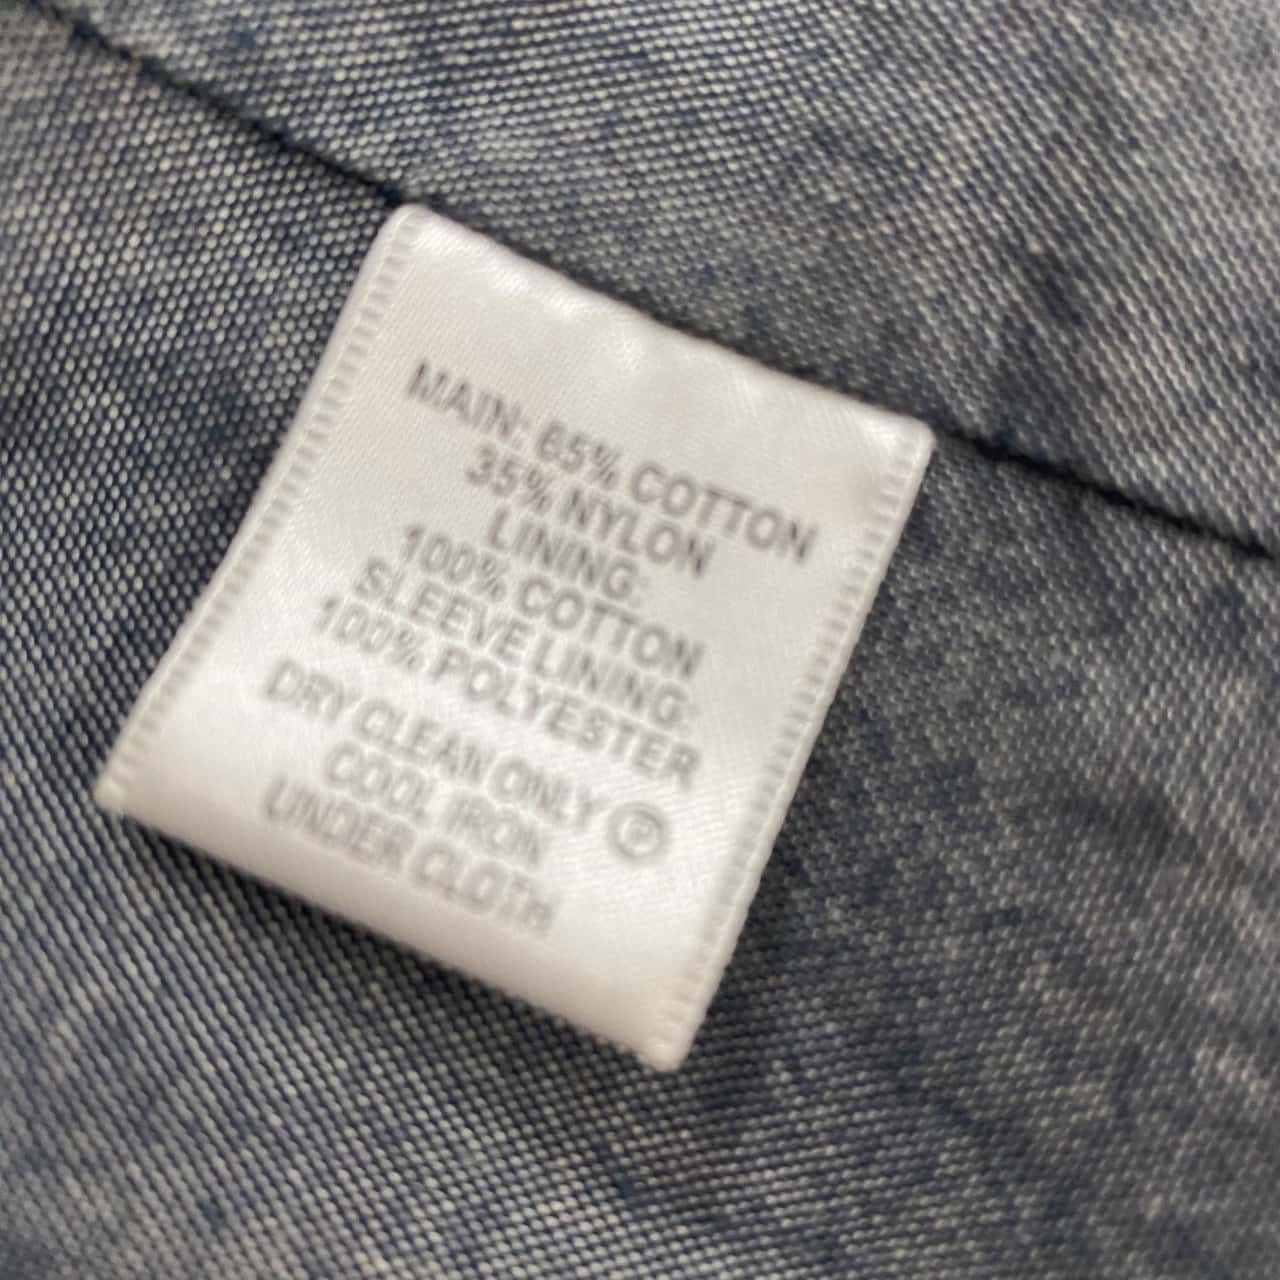 MAIN: 65% COTTON
35% NYLON
LINING:
100% COTTON
SLEEVE LINING:
100% POLYESTER
DRY CLEAN ONLY Ⓟ
COOL IRON
UNDER CLOTH